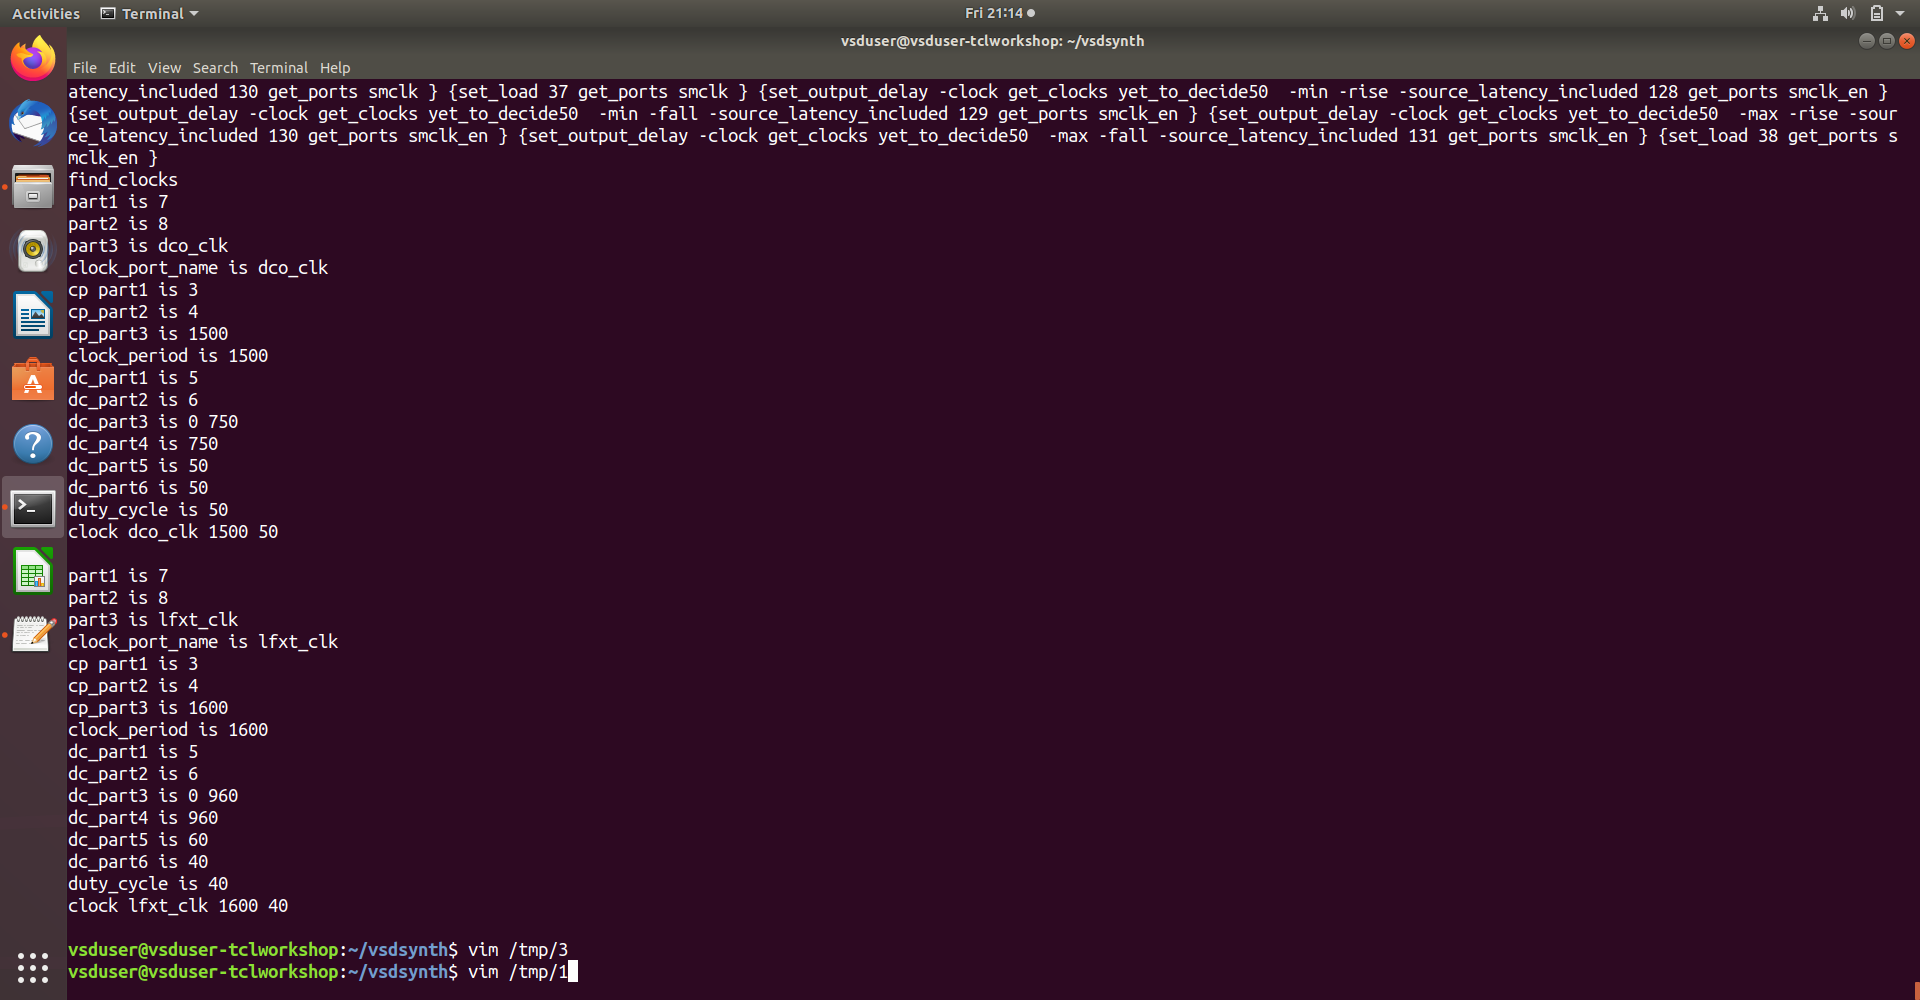 Activities Terminal Fri 21:14
vsduser@vsduser-tclworkshop: ~/vsdsynth
File Edit View Search Terminal Help
atency_included 130 get_ports smclk } {set_load 37 get_ports smclk } {set_output_delay -clock get_clocks yet_to_decide50  -min -rise -source_latency_included 128 get_ports smclk_en }
{set_output_delay -clock get_clocks yet_to_decide50  -min -fall -source_latency_included 129 get_ports smclk_en } {set_output_delay -clock get_clocks yet_to_decide50  -max -rise -sour
ce_latency_included 130 get_ports smclk_en } {set_output_delay -clock get_clocks yet_to_decide50  -max -fall -source_latency_included 131 get_ports smclk_en } {set_load 38 get_ports s
mclk_en }
find_clocks
part1 is 7
part2 is 8
part3 is dco_clk
clock_port_name is dco_clk
cp part1 is 3
cp_part2 is 4
cp_part3 is 1500
clock_period is 1500
dc_part1 is 5
dc_part2 is 6
dc_part3 is 0 750
dc_part4 is 750
dc_part5 is 50
dc_part6 is 50
duty_cycle is 50
clock dco_clk 1500 50
part1 is 7
part2 is 8
part3 is lfxt_clk
clock_port_name is lfxt_clk
cp part1 is 3
cp_part2 is 4
cp_part3 is 1600
clock_period is 1600
dc_part1 is 5
dc_part2 is 6
dc_part3 is 0 960
dc_part4 is 960
dc_part5 is 60
dc_part6 is 40
duty_cycle is 40
clock lfxt_clk 1600 40
vsduser@vsduser-tclworkshop:~/vsdsynth$ vim /tmp/3
vsduser@vsduser-tclworkshop:~/vsdsynth$ vim /tmp/1